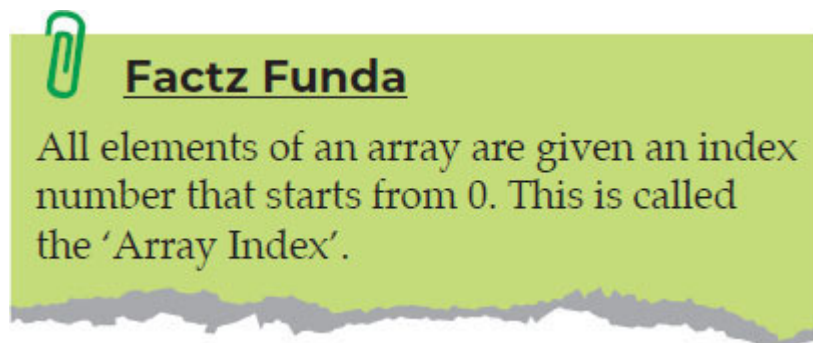 Factz Funda
All elements of an array are given an index
number that starts from 0. This is called
the ‘Array Index’.